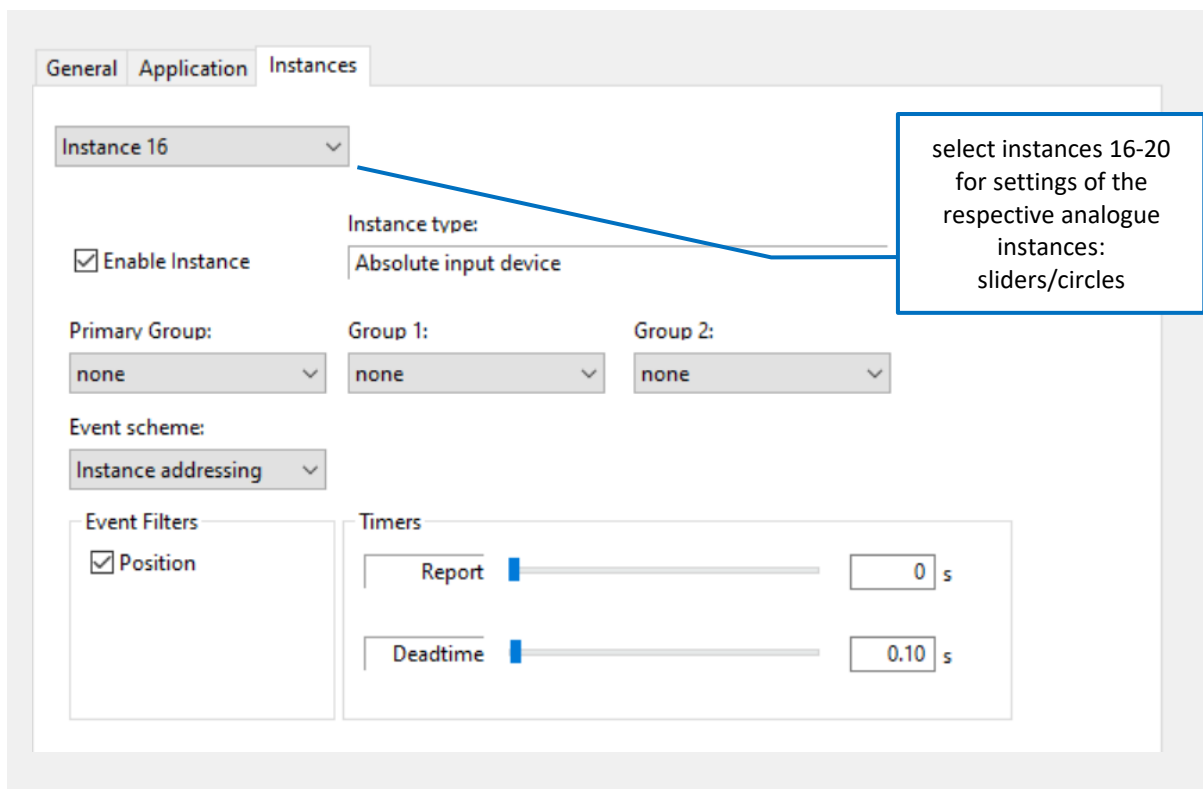 General Application Instances
Instance 16
select instances 16-20
for settings of the
respective analogue
instances:
sliders/circles
Instance type:
Enable Instance
Absolute input device
Primary Group: Group 1: Group 2:
none none none
Event scheme:
Instance addressing
Event Filters Timers
Position
Report 0 s
Deadtime 0.10 s